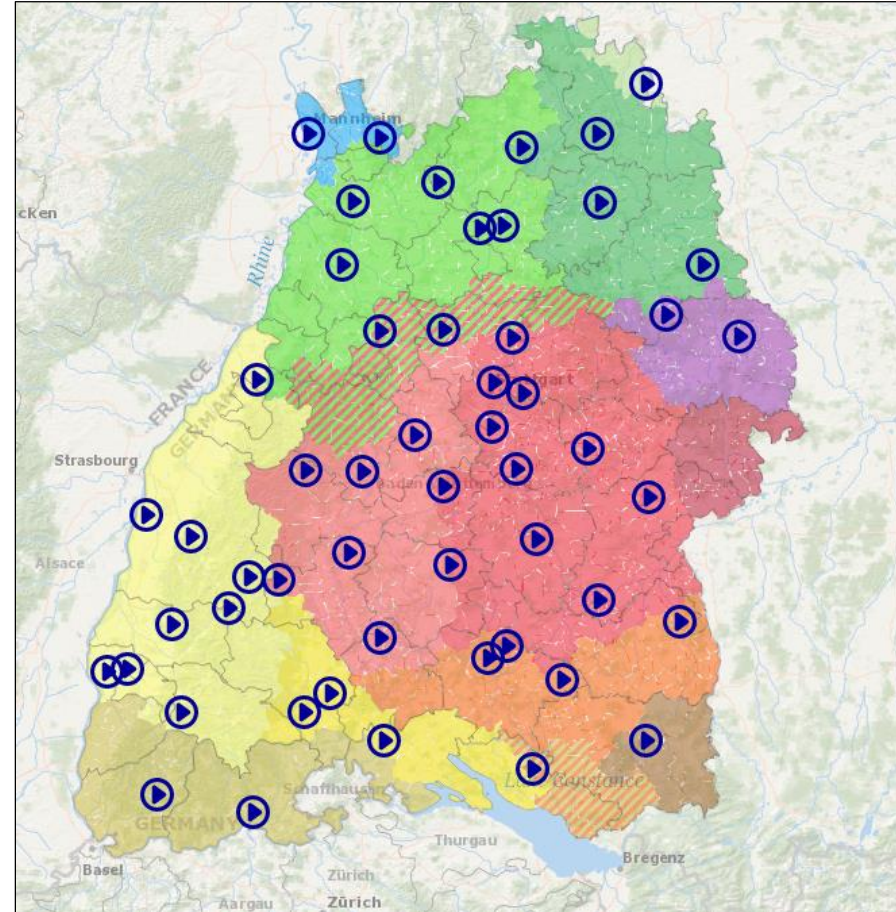 Mannheim
cken
Rhine
FRANCE
GERMANY
Strasbourg
Alsace
Schaffhausen
Lake Constance
GERMANY
Thurgau
Bregenz
Basel
Zürich
Aargau
Zürich